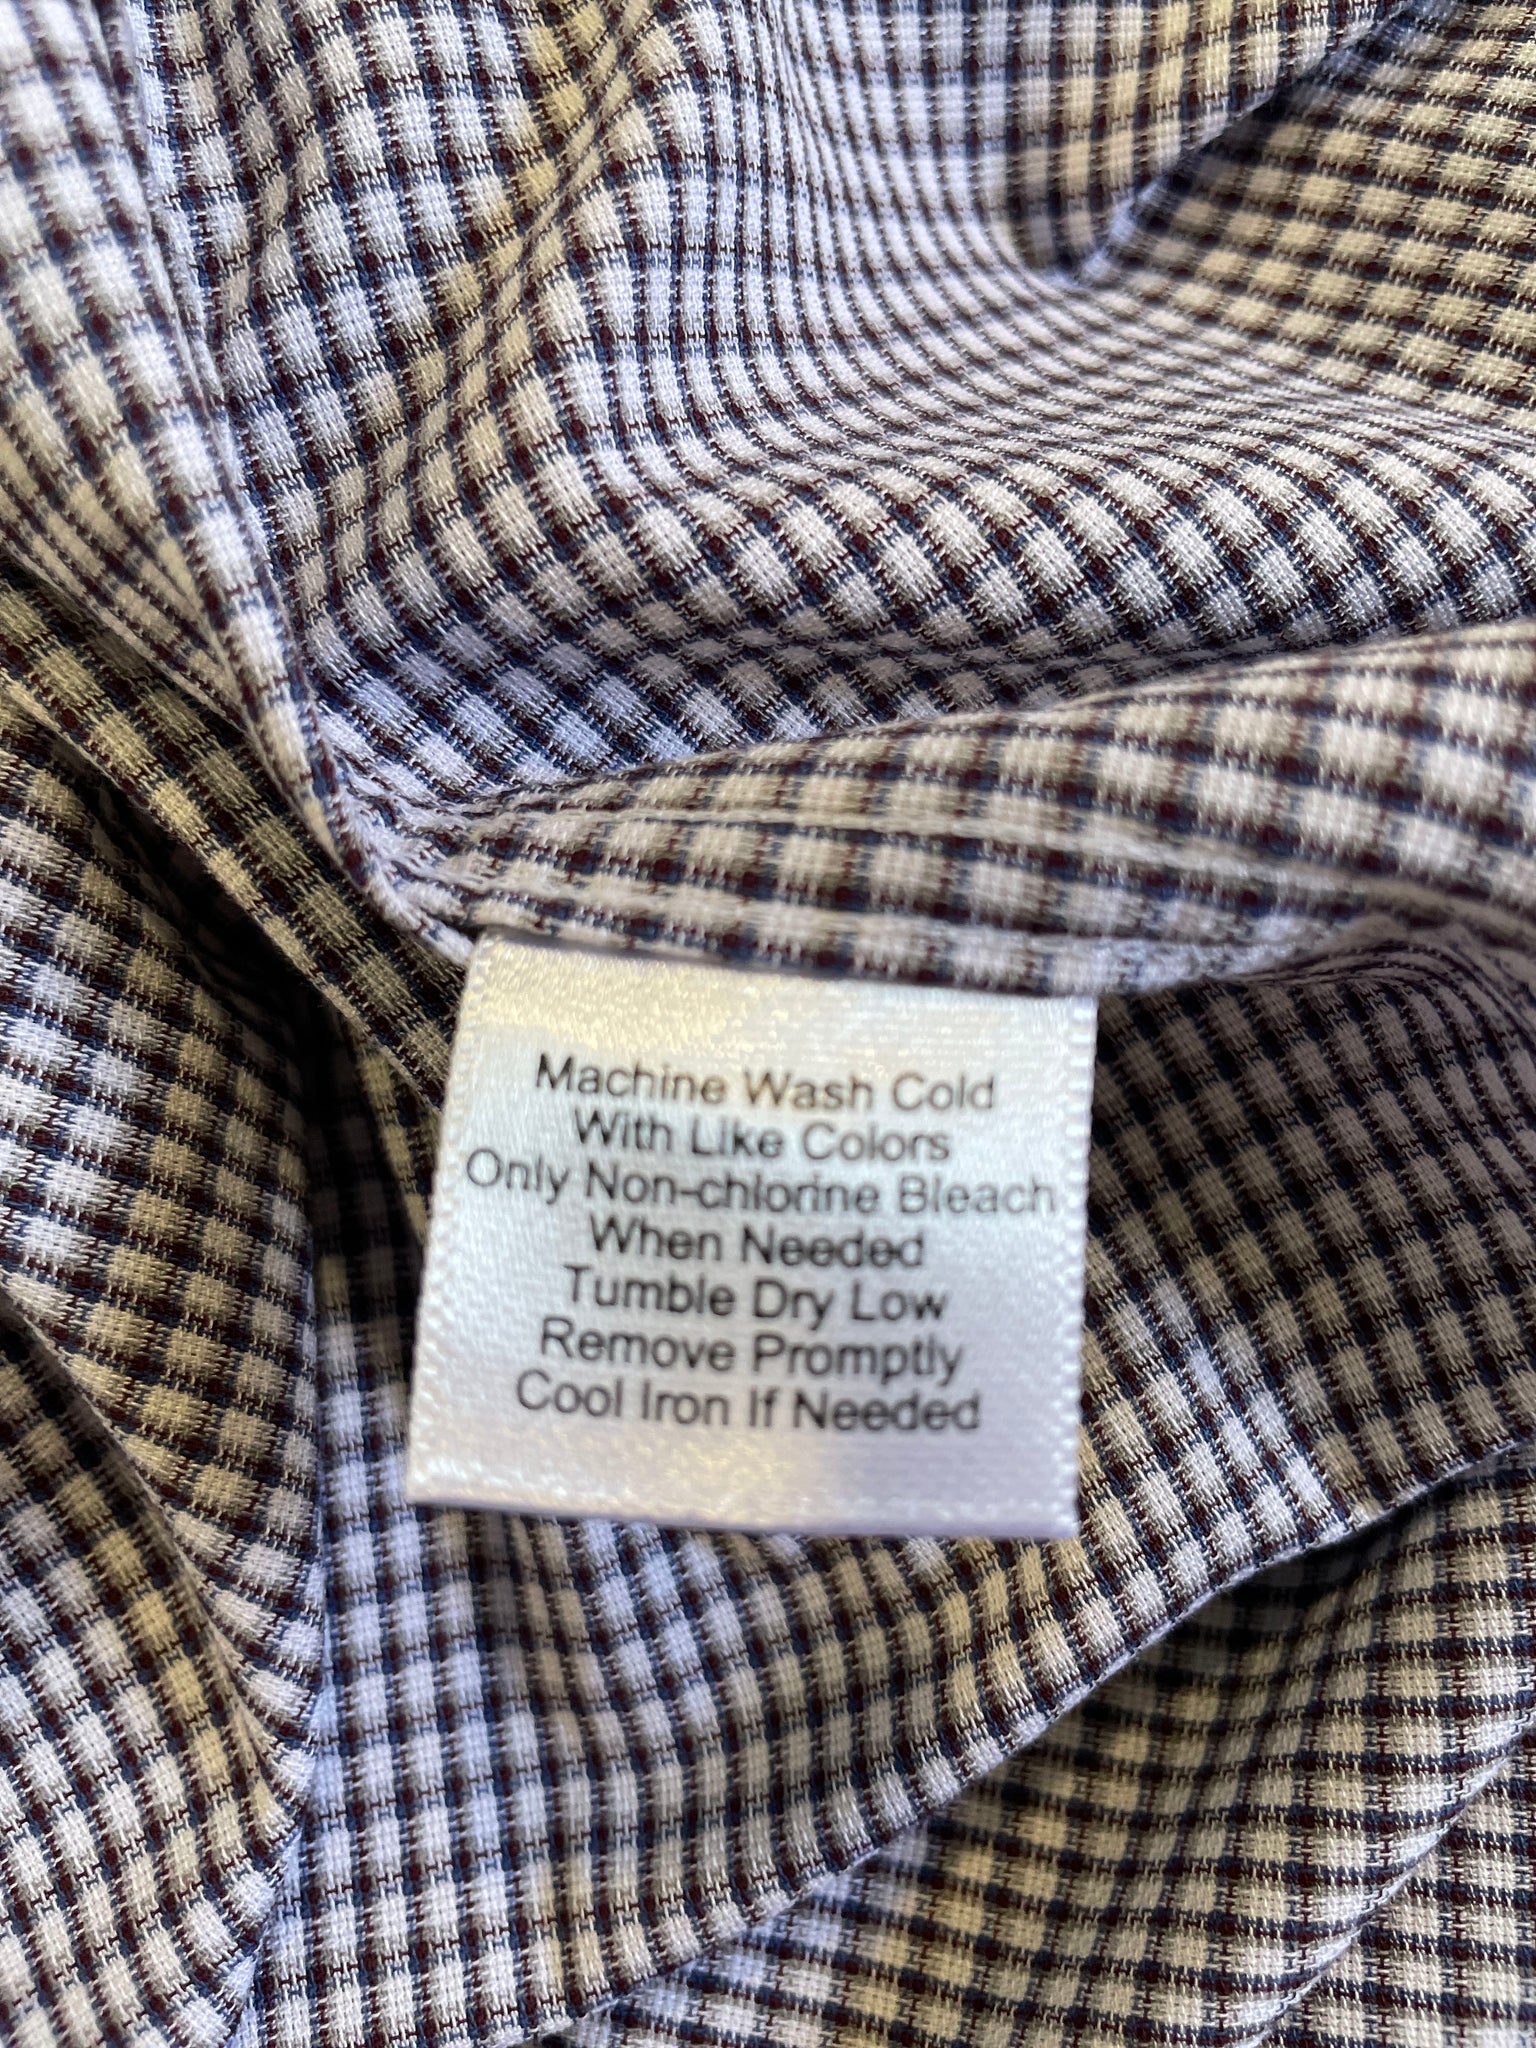 Machine Wash Cold
With Like Colors
Only Non-chlorine Bleach
When Needed
Tumble Dry Low
Remove Promptly
Cool Iron If Needed